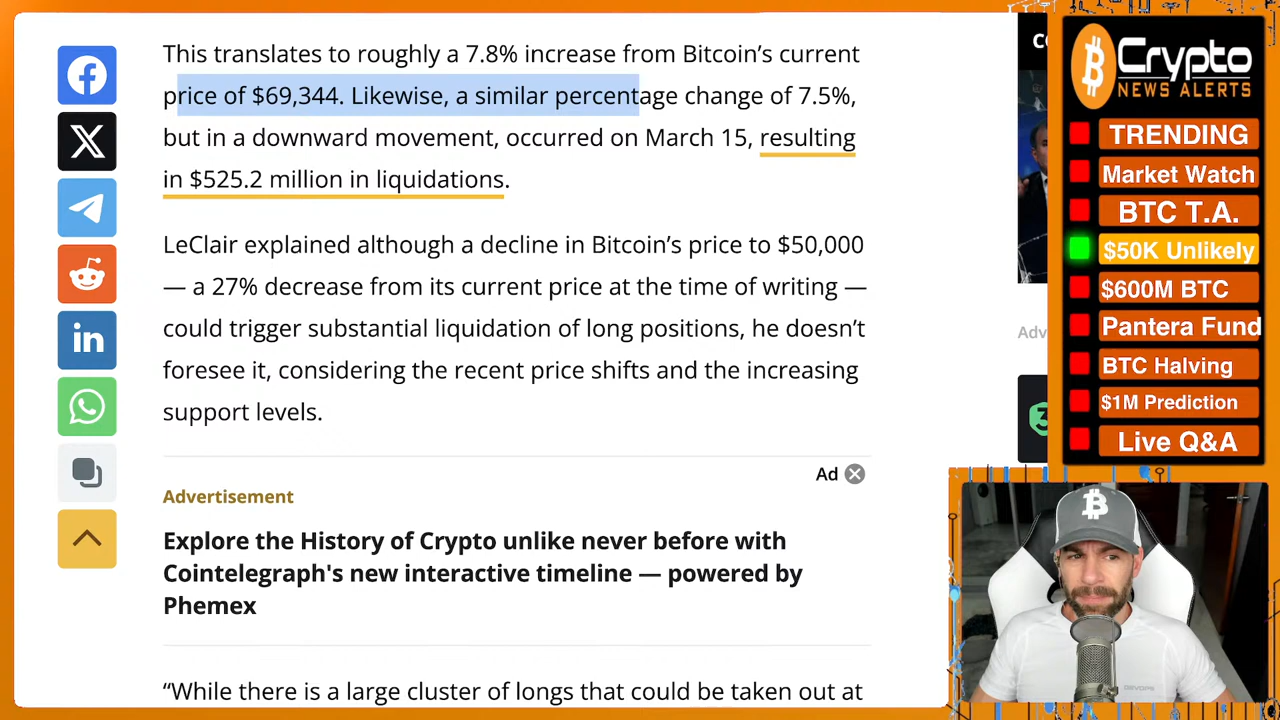 This translates to roughly a 7.8% increase from Bitcoin’s current
price of $69,344. Likewise, a similar percentage change of 7.5%,
but in a downward movement, occurred on March 15, resulting
in $525.2 million in liquidations.
LeClair explained although a decline in Bitcoin’s price to $50,000
— a 27% decrease from its current price at the time of writing —
could trigger substantial liquidation of long positions, he doesn’t
foresee it, considering the recent price shifts and the increasing
support levels.
Ad
Advertisement
Explore the History of Crypto unlike never before with
Cointelegraph's new interactive timeline — powered by
Phemex
“While there is a large cluster of longs that could be taken out at
Crypto
NEWS ALERTS
TRENDING
Market Watch
BTC T.A.
$50K Unlikely
$600M BTC
Pantera Fund
BTC Halving
$1M Prediction
Live Q&A